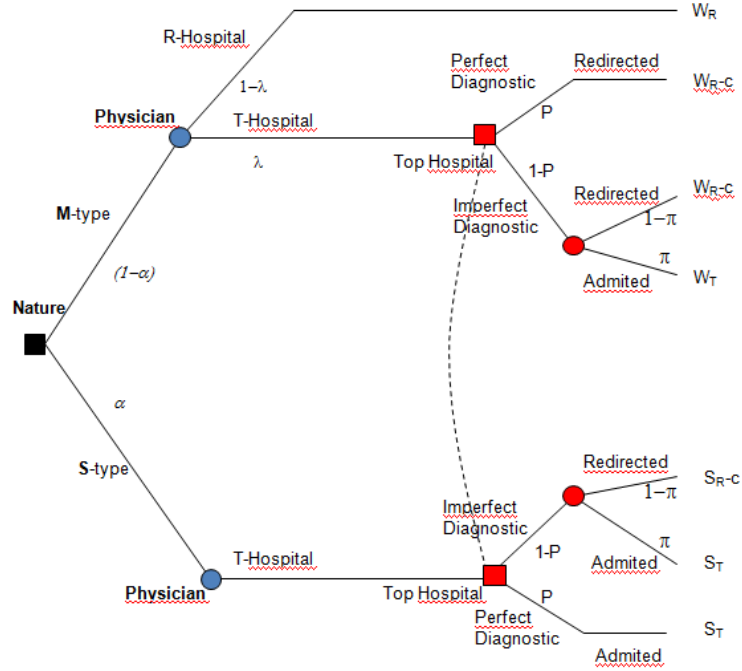 R-Hospital
W_R
Perfect
Diagnostic
Redirected
W_R-c
1−λ
P
Physician
T-Hospital
λ
Top Hospital
1-P
Imperfect
Diagnostic
Redirected
W_R-c
1−π
π
M-type
Admited
W_T
(1−α)
Nature
α
S-type
Redirected
S_R-c
1−π
Imperfect
Diagnostic
π
1-P
T-Hospital
Admited
S_T
Physician
Top Hospital
P
Perfect
Diagnostic
Admited
S_T